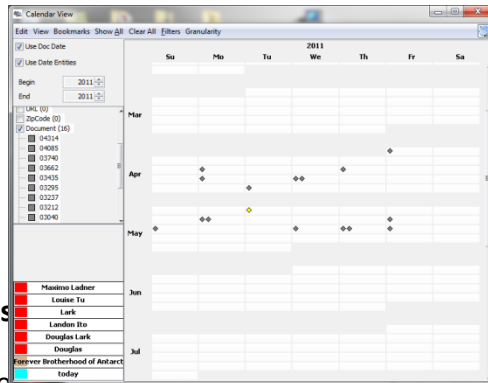 Calendar View
Edit View Bookmarks Show All Clear All Filters Granularity
Use Doc Date
Use Date Entities
Begin 2011
End 2011
URL (0)
ZipCode (0)
Document (16)
04314
04085
03740
03662
03435
03295
03237
03212
03040
2011
Su Mo Tu We Th Fr Sa
Mar
Apr
May
Jun
Jul
Maximo Ladner
Louise Tu
Lark
Landon Ito
Douglas Lark
Douglas
Forever Brotherhood of Antarct
today
s